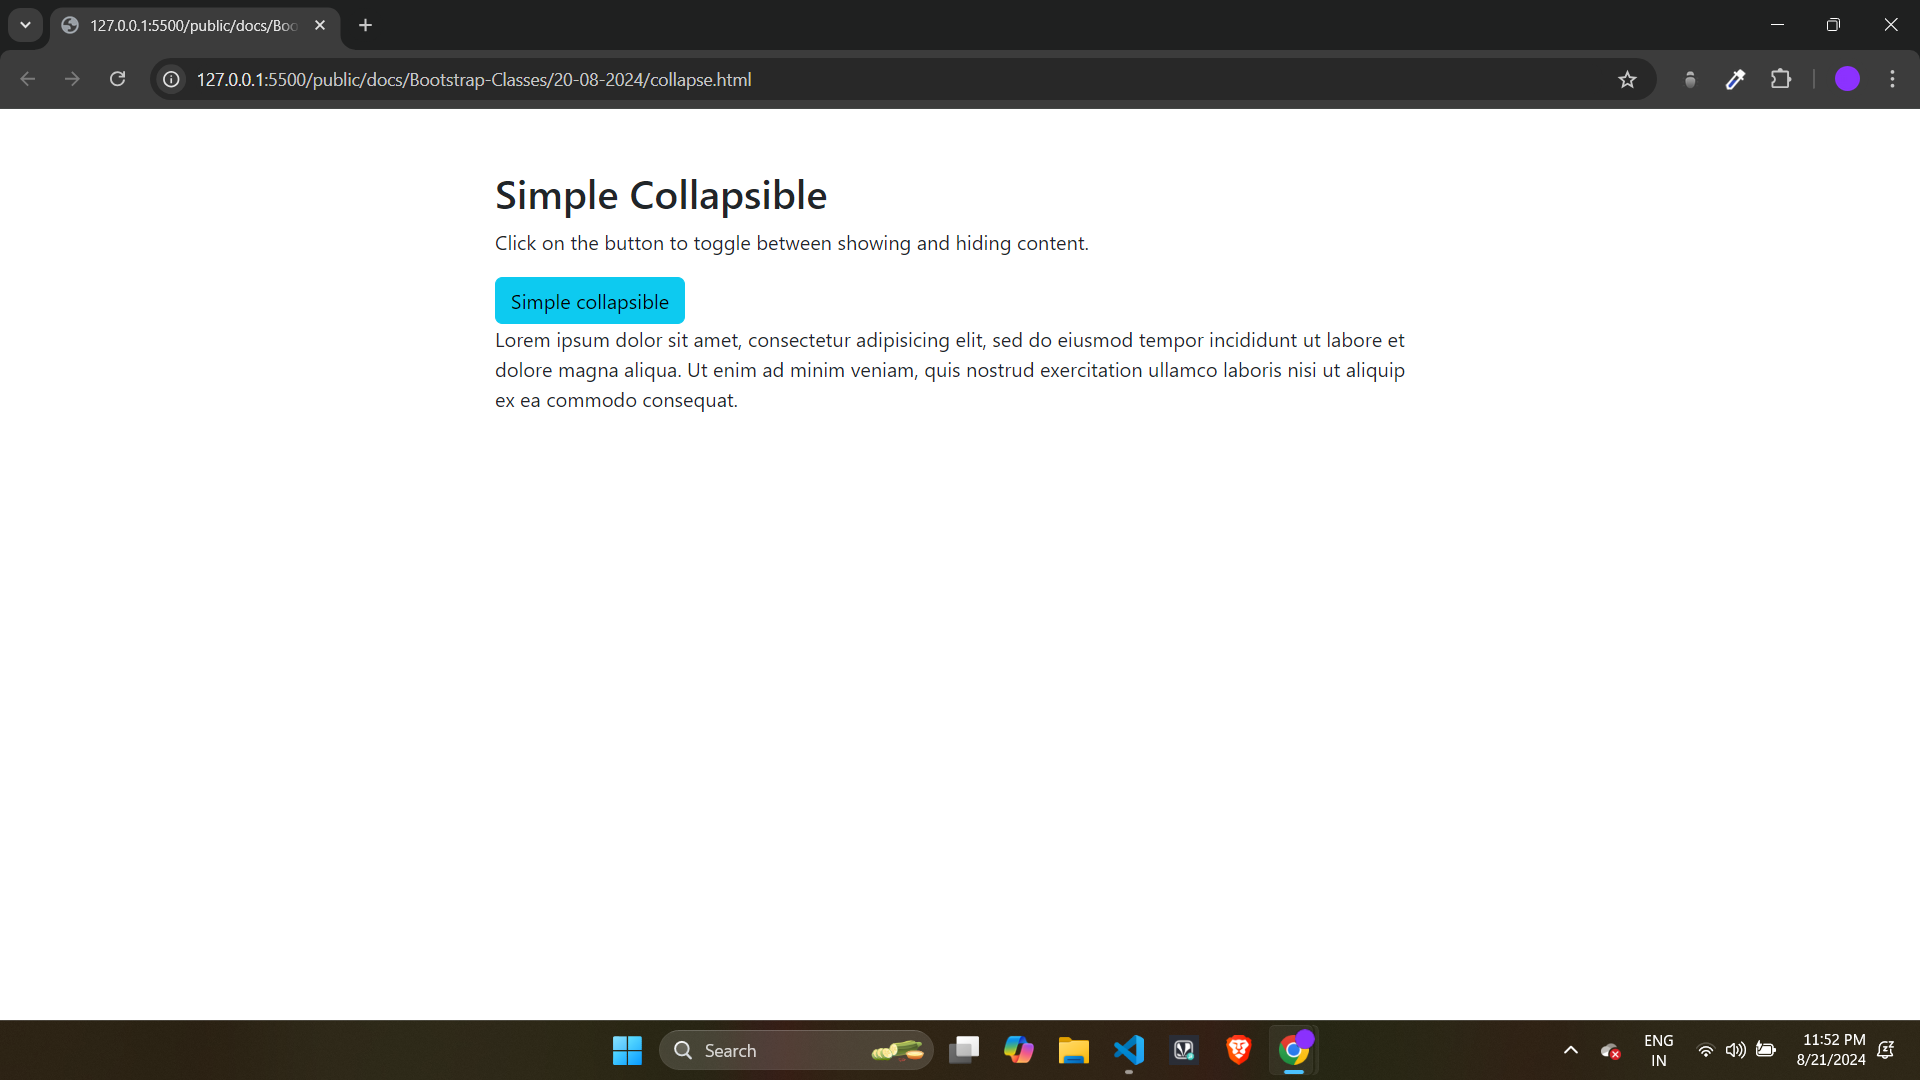 127.0.0.1:5500/public/docs/Boo
127.0.0.1:5500/public/docs/Bootstrap-Classes/20-08-2024/collapse.html
Simple Collapsible
Click on the button to toggle between showing and hiding content.
Simple collapsible
Lorem ipsum dolor sit amet, consectetur adipisicing elit, sed do eiusmod tempor incididunt ut labore et
dolore magna aliqua. Ut enim ad minim veniam, quis nostrud exercitation ullamco laboris nisi ut aliquip
ex ea commodo consequat.
Search
ENG
IN
11:52 PM
8/21/2024